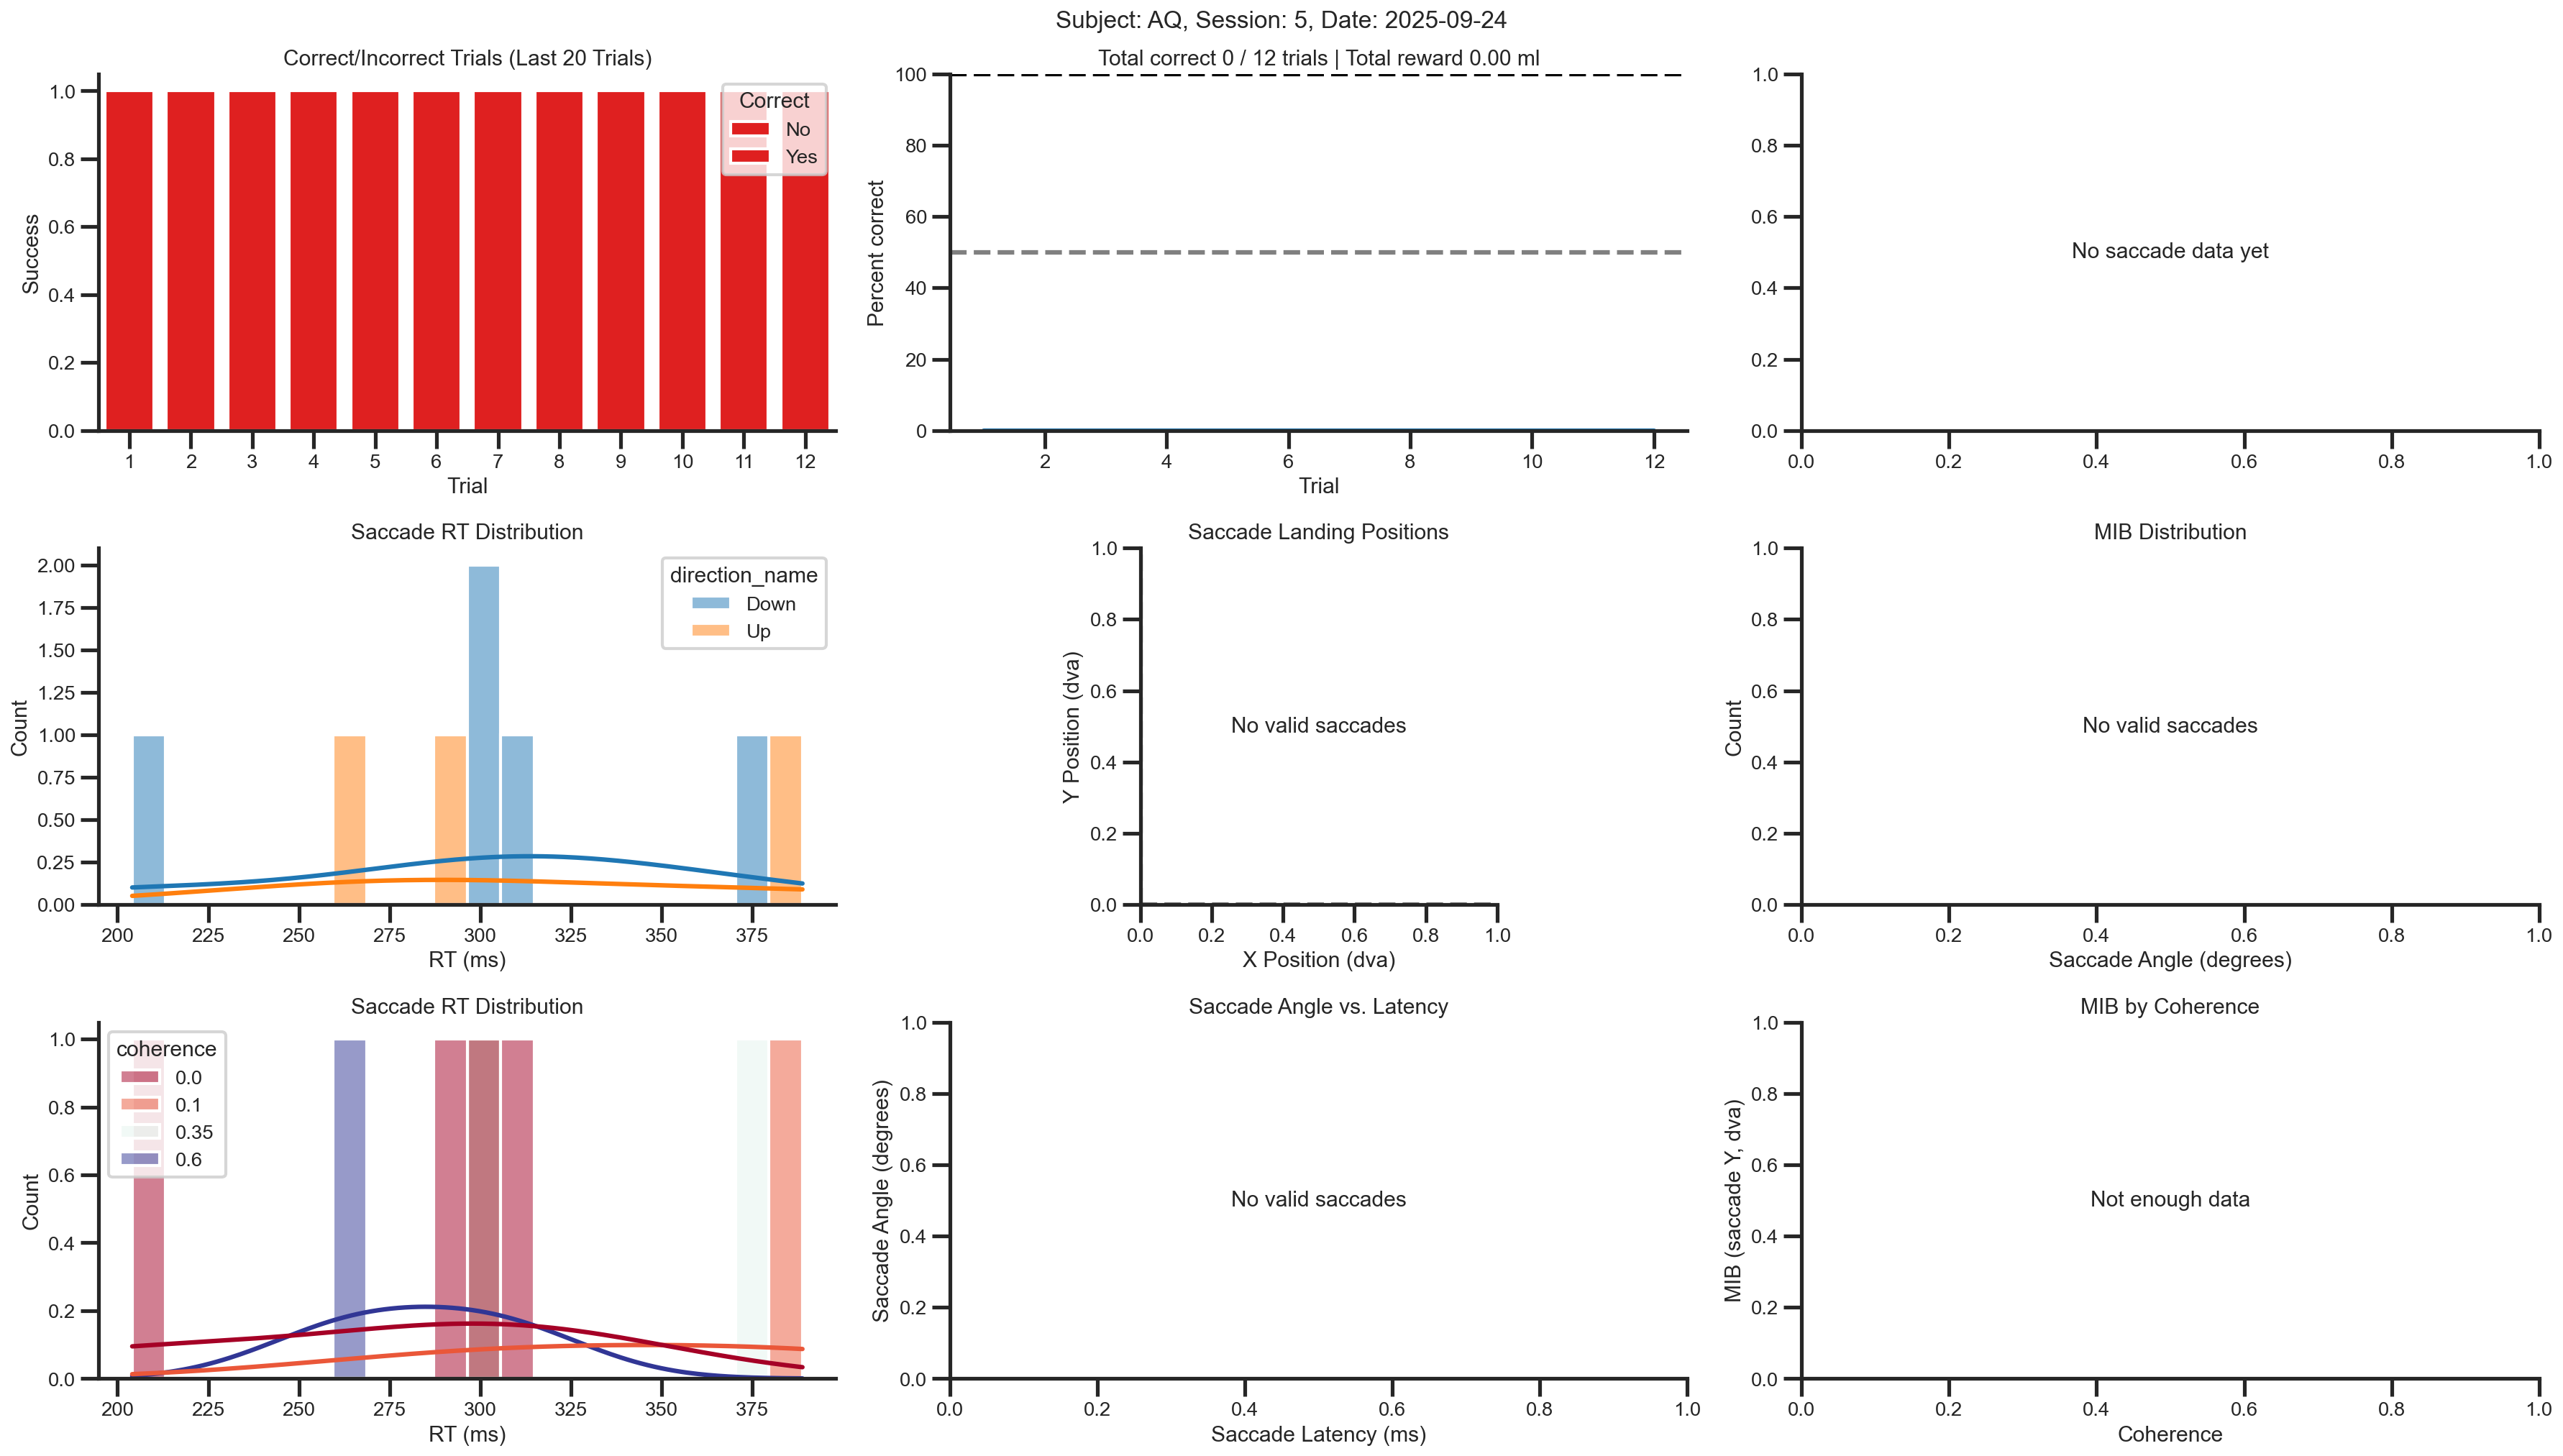 Subject: AQ, Session: 5, Date: 2025-09-24
Correct/Incorrect Trials (Last 20 Trials)
Success
1.0
0.8
0.6
0.4
0.2
0.0
1 2 3 4 5 6 7 8 9 10 11 12
Trial
Correct
No
Yes
Total correct 0 / 12 trials | Total reward 0.00 ml
Percent correct
100
80
60
40
20
0
2 4 6 8 10 12
Trial
1.0
0.8
0.6
0.4
0.2
0.0
No saccade data yet
0.0 0.2 0.4 0.6 0.8 1.0
Saccade RT Distribution
Count
2.00
1.75
1.50
1.25
1.00
0.75
0.50
0.25
0.00
200 225 250 275 300 325 350 375
RT (ms)
direction_name
Down
Up
Saccade Landing Positions
Y Position (dva)
1.0
0.8
0.6
0.4
0.2
0.0
No valid saccades
0.0 0.2 0.4 0.6 0.8 1.0
X Position (dva)
MIB Distribution
Count
1.0
0.8
0.6
0.4
0.2
0.0
No valid saccades
0.0 0.2 0.4 0.6 0.8 1.0
Saccade Angle (degrees)
Saccade RT Distribution
Count
1.0
0.8
0.6
0.4
0.2
0.0
coherence
0.0
0.1
0.35
0.6
200 225 250 275 300 325 350 375
RT (ms)
Saccade Angle vs. Latency
Saccade Angle (degrees)
1.0
0.8
0.6
0.4
0.2
0.0
No valid saccades
0.0 0.2 0.4 0.6 0.8 1.0
Saccade Latency (ms)
MIB by Coherence
MIB (saccade Y, dva)
1.0
0.8
0.6
0.4
0.2
0.0
Not enough data
0.0 0.2 0.4 0.6 0.8 1.0
Coherence